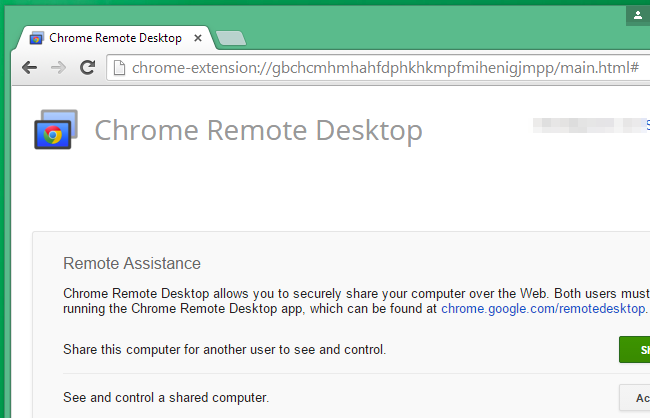 Chrome Remote Desktop
chrome-extension://gbchcmhmhahfdphkhkmpfmihenigjmpp/main.html#
Chrome Remote Desktop
Remote Assistance
Chrome Remote Desktop allows you to securely share your computer over the Web. Both users must
running the Chrome Remote Desktop app, which can be found at chrome.google.com/remotedesktop.
Share this computer for another user to see and control.
See and control a shared computer.
Ac